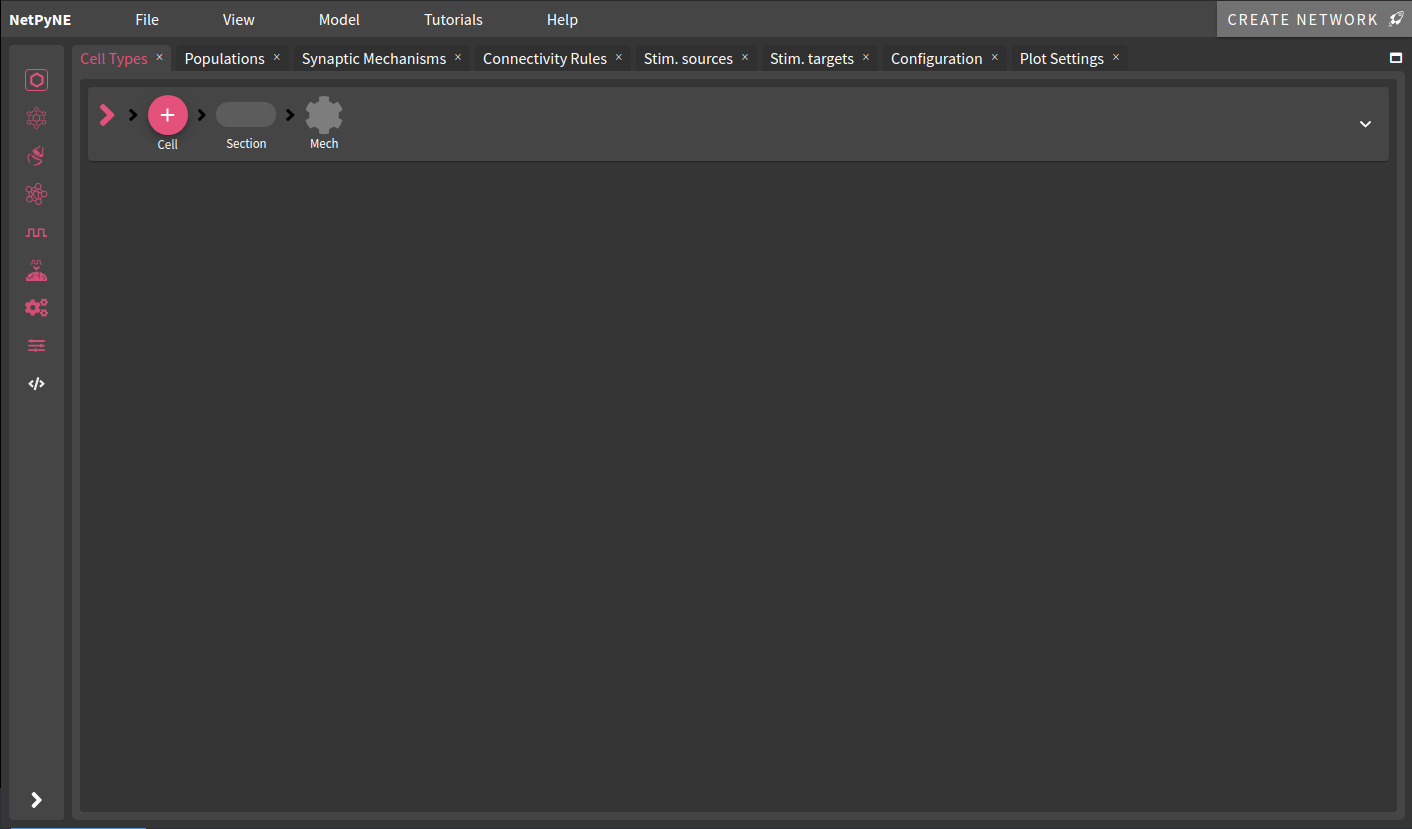 NetPyNE File View Model Tutorials Help CREATE NETWORK
Cell Types × Populations × Synaptic Mechanisms × Connectivity Rules × Stim. sources × Stim. targets × Configuration × Plot Settings ×
Cell Section Mech